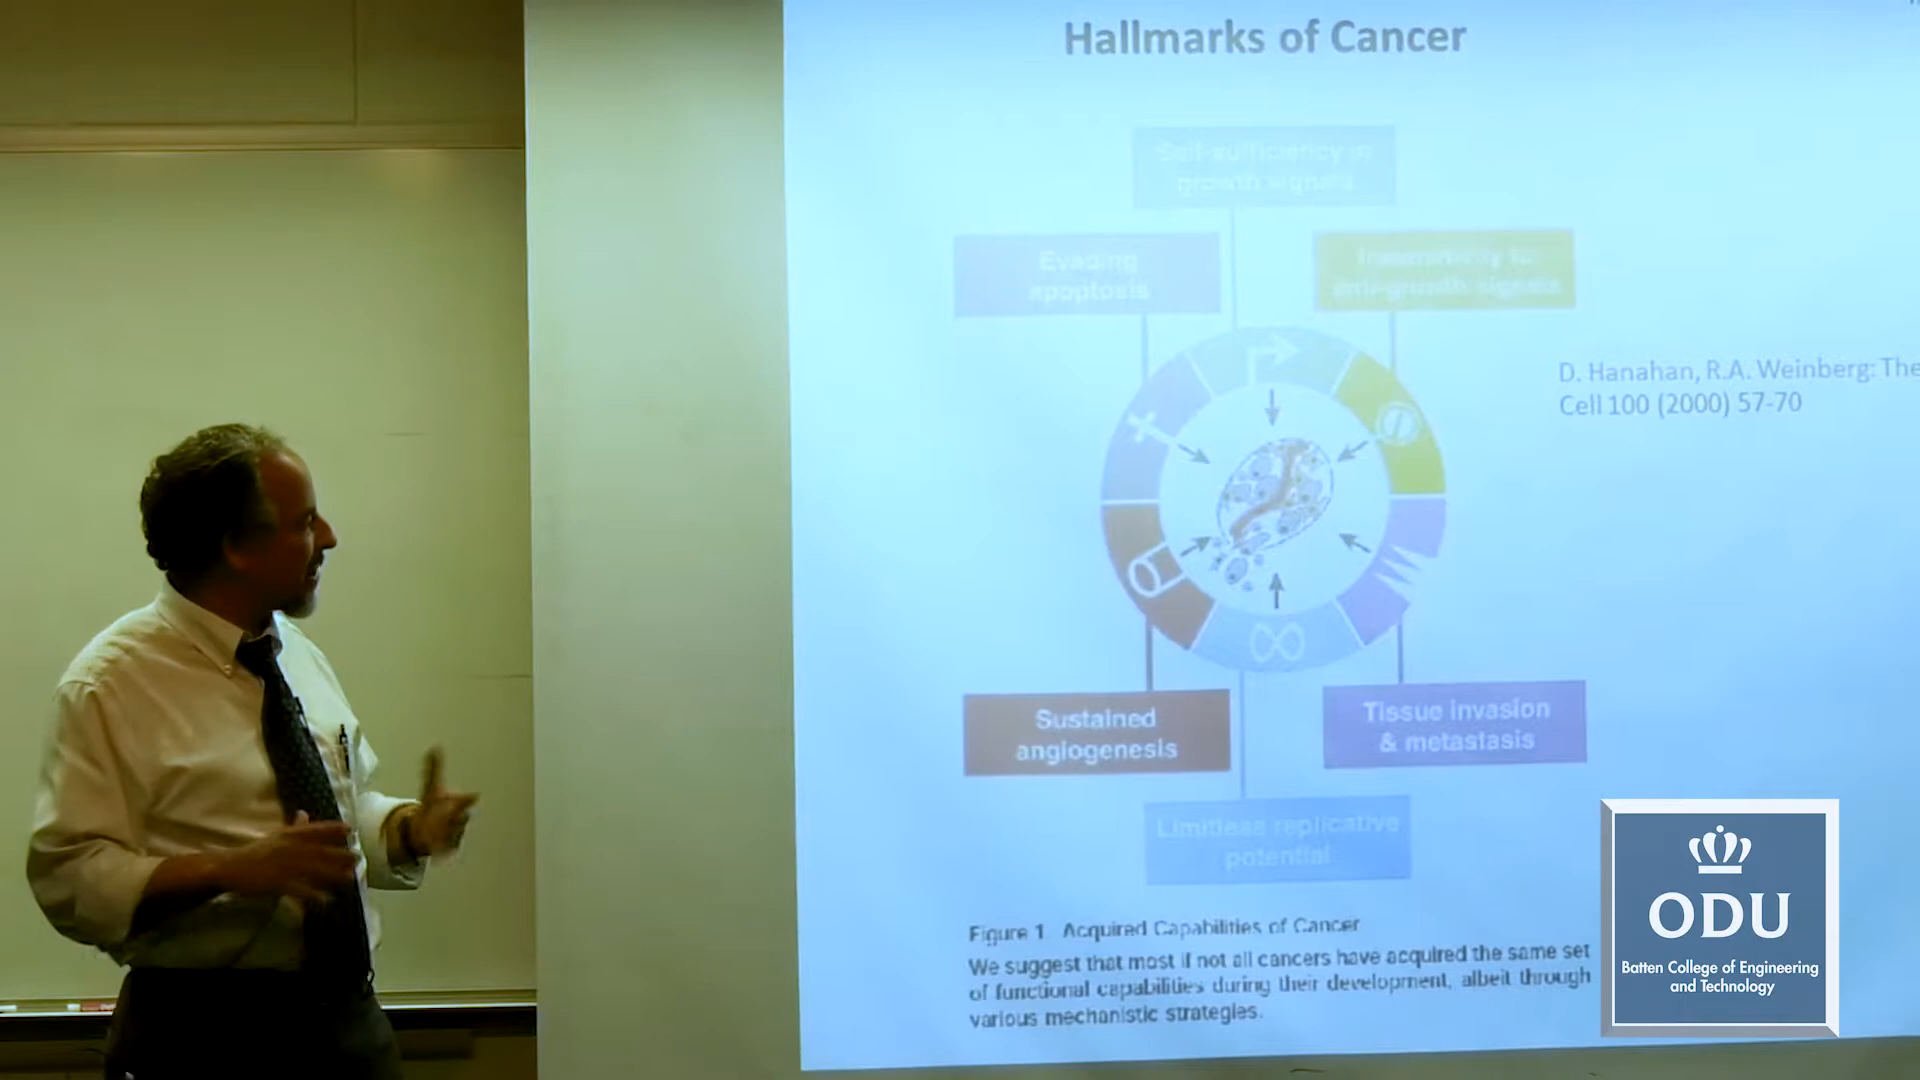 Hallmarks of Cancer
Self-sufficiency in
growth signals
Evading
apoptosis
Insensitivity to
anti-growth signals
D. Hanahan, R.A. Weinberg: The
Cell 100 (2000) 57-70
Sustained
angiogenesis
Tissue invasion
& metastasis
Limitless replicative
potential
Figure 1. Acquired Capabilities of Cancer
We suggest that most if not all cancers have acquired the same set
of functional capabilities during their development, albeit through
various mechanistic strategies.
ODU
Batten College of Engineering
and Technology